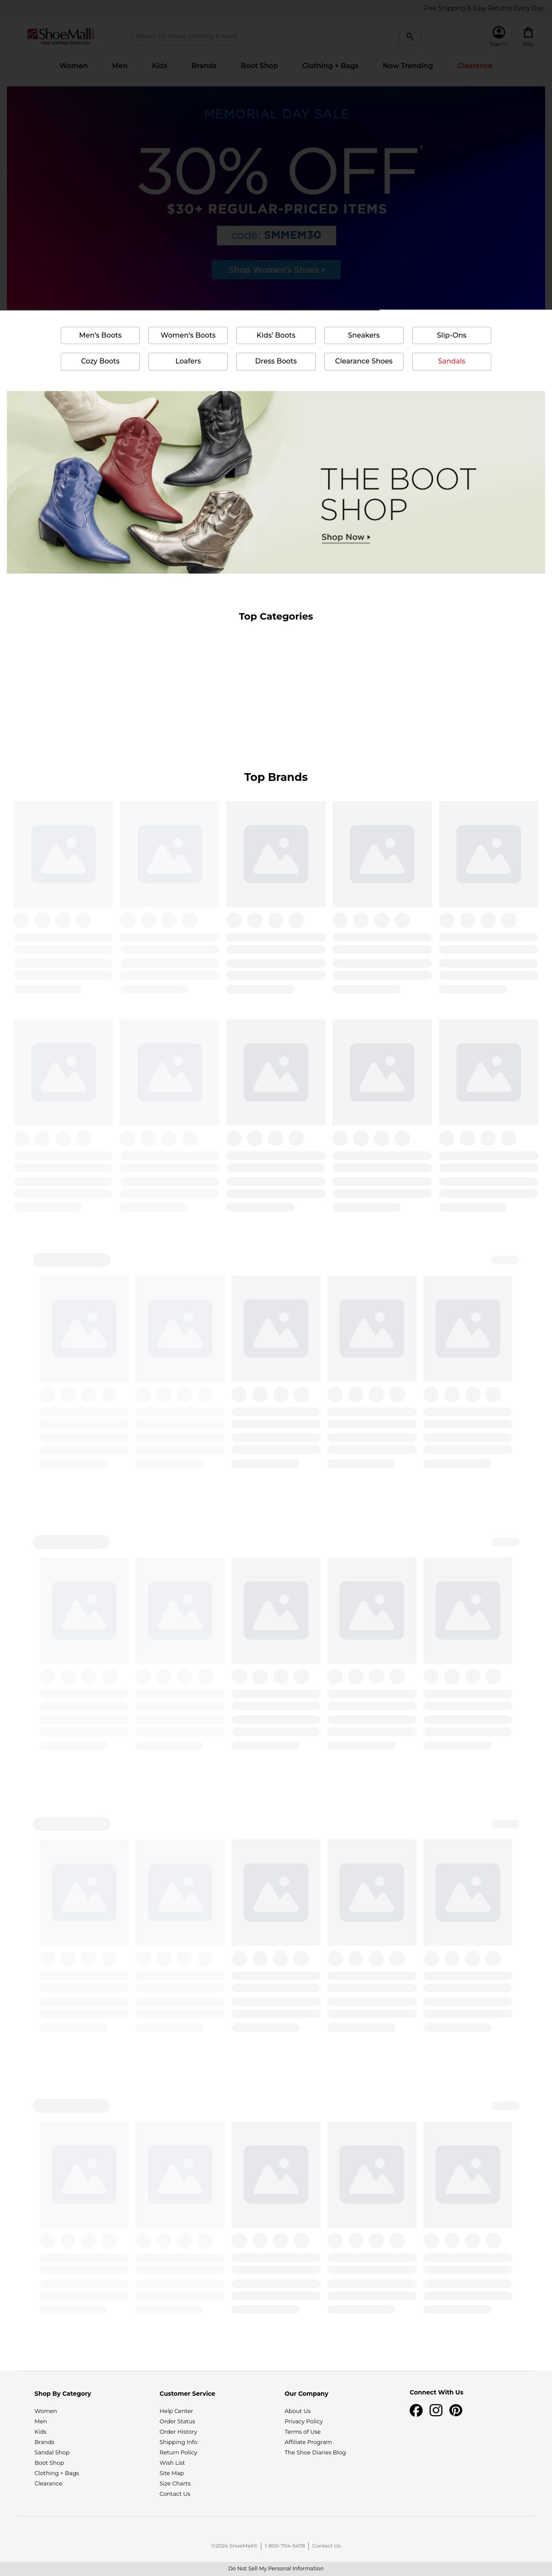 Free Shipping & Easy Returns Every Day
ShoeMall
FREE SHIPPING EVERY DAY
Search for shoes, clothing & more
Sign In
Bag
Women Men Kids Brands Boot Shop Clothing + Bags Now Trending Clearance
MEMORIAL DAY SALE
30% OFF†
$30+ REGULAR-PRICED ITEMS
code: SMMEM30
Shop Women's Shoes
Men's Boots Women's Boots Kids' Boots Sneakers Slip-Ons
Cozy Boots Loafers Dress Boots Clearance Shoes Sandals
THE BOOT
SHOP
Shop Now
Top Categories
Top Brands
Shop By Category
Women
Men
Kids
Brands
Sandal Shop
Boot Shop
Clothing + Bags
Clearance
Customer Service
Help Center
Order Status
Order History
Shipping Info
Return Policy
Wish List
Site Map
Size Charts
Contact Us
Our Company
About Us
Privacy Policy
Terms of Use
Affiliate Program
The Shoe Diaries Blog
Connect With Us
©2024 ShoeMall® | 1-800-704-5478 | Contact Us
Do Not Sell My Personal Information